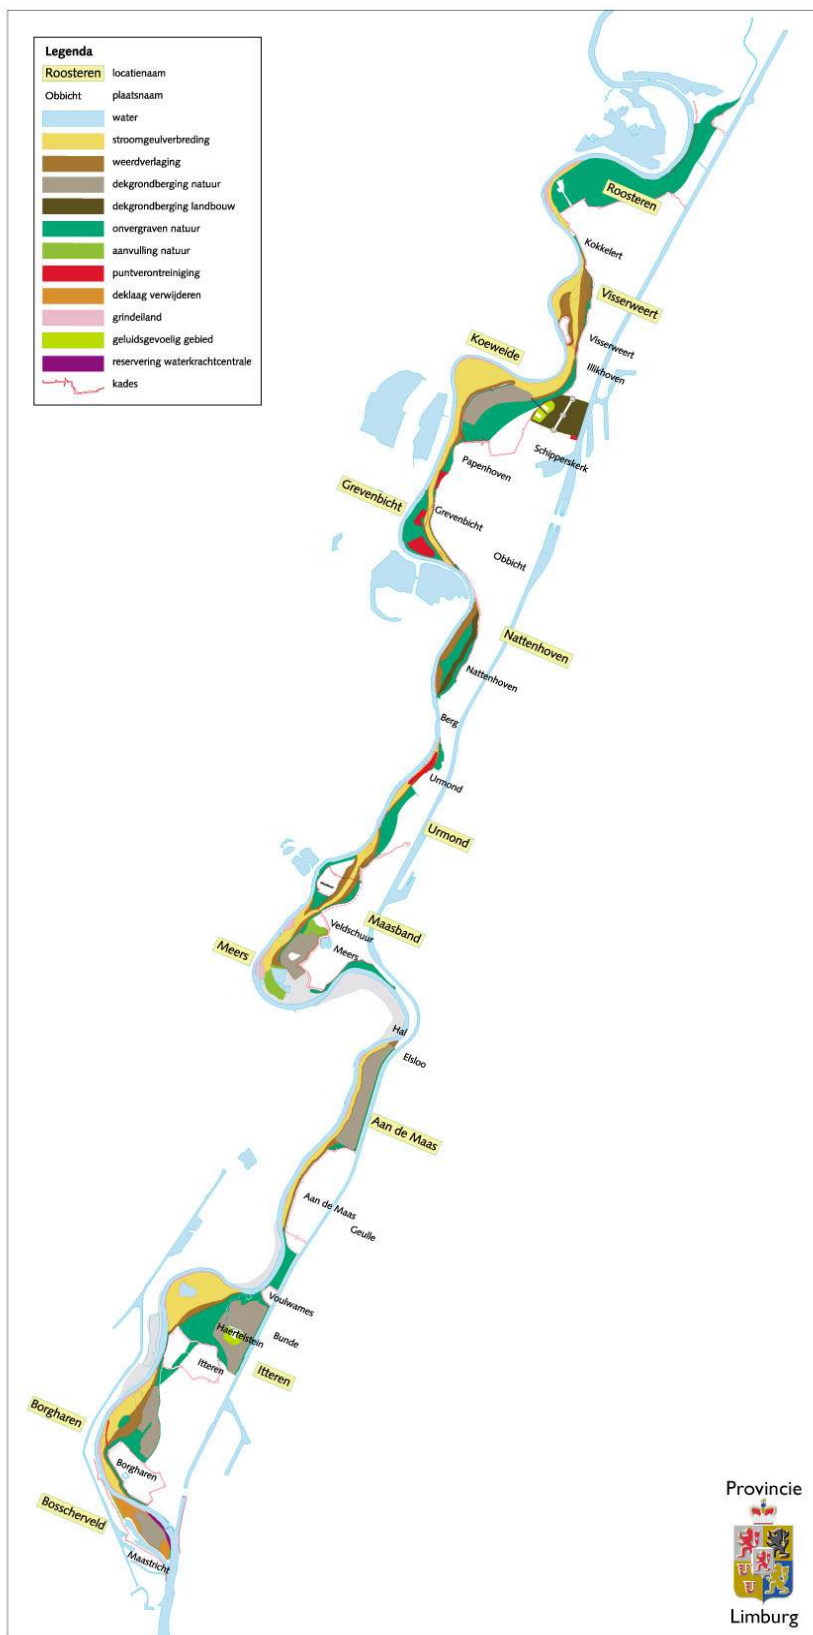 Legenda
Roosteren locatienaam
Obbicht plaatsnaam
water
stroomgeulverbreding
weerdverlaging
dekgrondberging natuur
dekgrondberging landbouw
onvergraven natuur
aanvulling natuur
puntverontreiniging
deklaag verwijderen
grindeiland
geluidsgevoelig gebied
reservering waterkrachtcentrale
kades
Roosteren
Kokkelert
Visserweert
Visserweert
Koeweide
Illikhoven
Schipperskerk
Papenhoven
Grevenbicht
Grevenbicht
Obbicht
Nattenhoven
Nattenhoven
Berg
Urmond
Urmond
Maasband
Veldschuur
Meers
Meers
Hal
Elsloo
Aan de Maas
Aan de Maas
Geulle
Voulwames
Haertelstein
Bunde
Itteren
Itteren
Borgharen
Borgharen
Bosscherveld
Maastricht
Provincie
Limburg